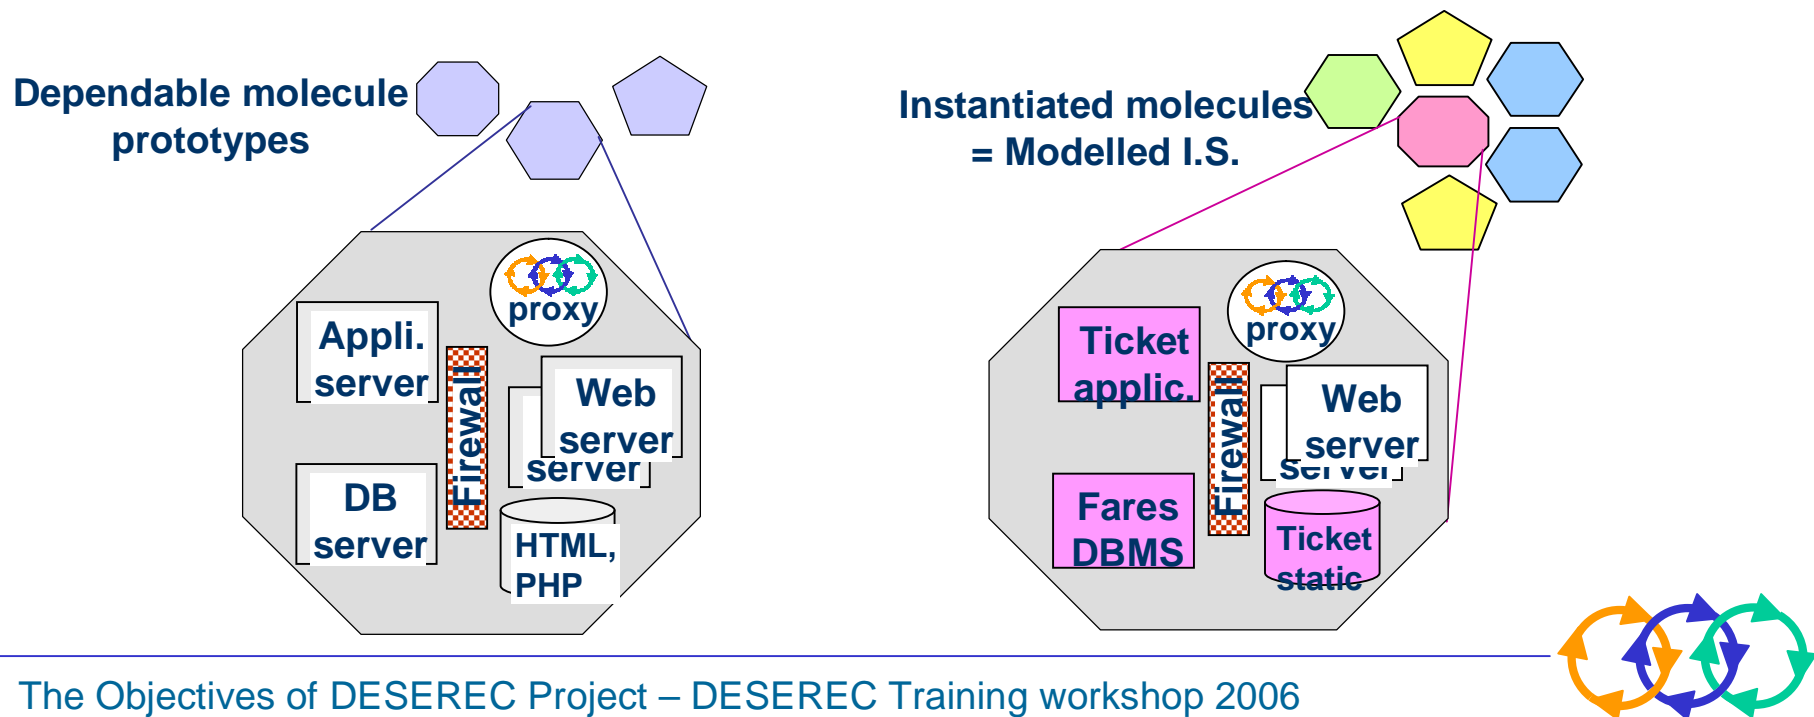 Dependable molecule
prototypes
proxy
Appli.
server
Firewall
Web
server
server
DB
server
HTML,
PHP
Instantiated molecules
= Modelled I.S.
proxy
Ticket
applic.
Firewall
Web
server
server
Fares
DBMS
Ticket
static
The Objectives of DESEREC Project – DESEREC Training workshop 2006